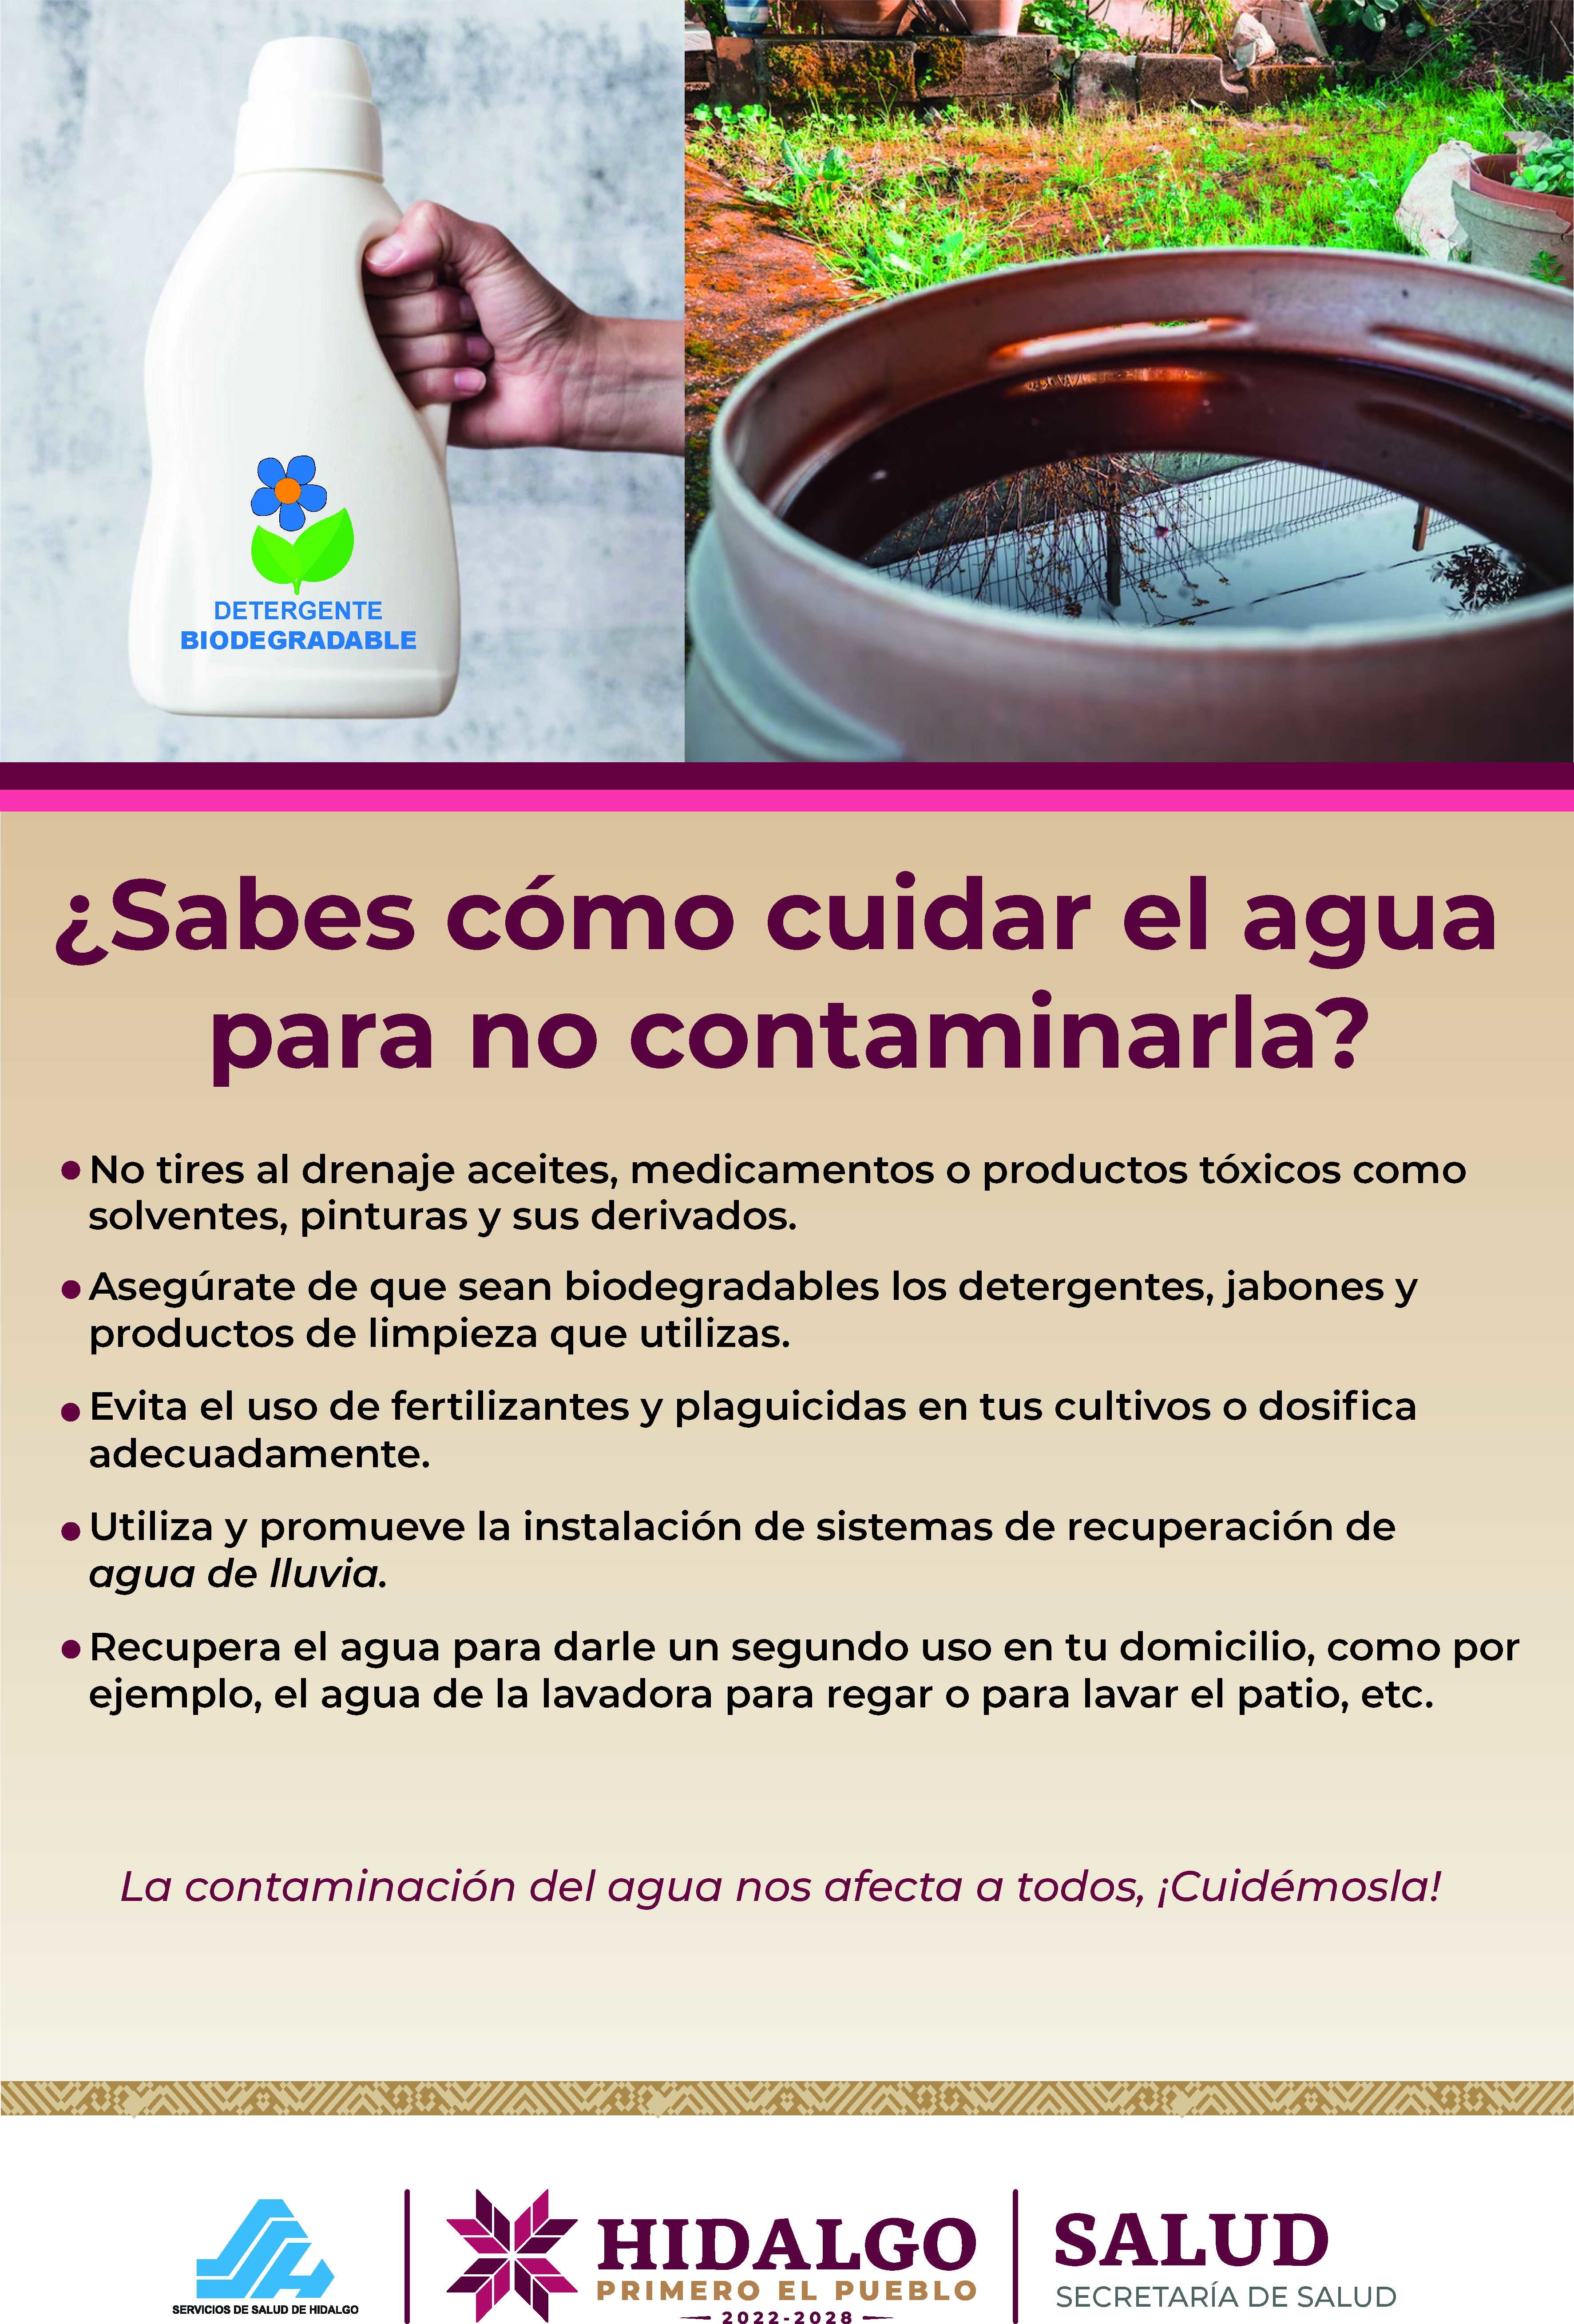 DETERGENTE
BIODEGRADABLE
¿Sabes cómo cuidar el agua
para no contaminarla?
● No tires al drenaje aceites, medicamentos o productos tóxicos como
solventes, pinturas y sus derivados.
● Asegúrate de que sean biodegradables los detergentes, jabones y
productos de limpieza que utilizas.
● Evita el uso de fertilizantes y plaguicidas en tus cultivos o dosifica
adecuadamente.
● Utiliza y promueve la instalación de sistemas de recuperación de
agua de lluvia.
● Recupera el agua para darle un segundo uso en tu domicilio, como por
ejemplo, el agua de la lavadora para regar o para lavar el patio, etc.
La contaminación del agua nos afecta a todos, ¡Cuidémosla!
SERVICIOS DE SALUD DE HIDALGO
HIDALGO
PRIMERO EL PUEBLO
2022-2028
SALUD
SECRETARÍA DE SALUD